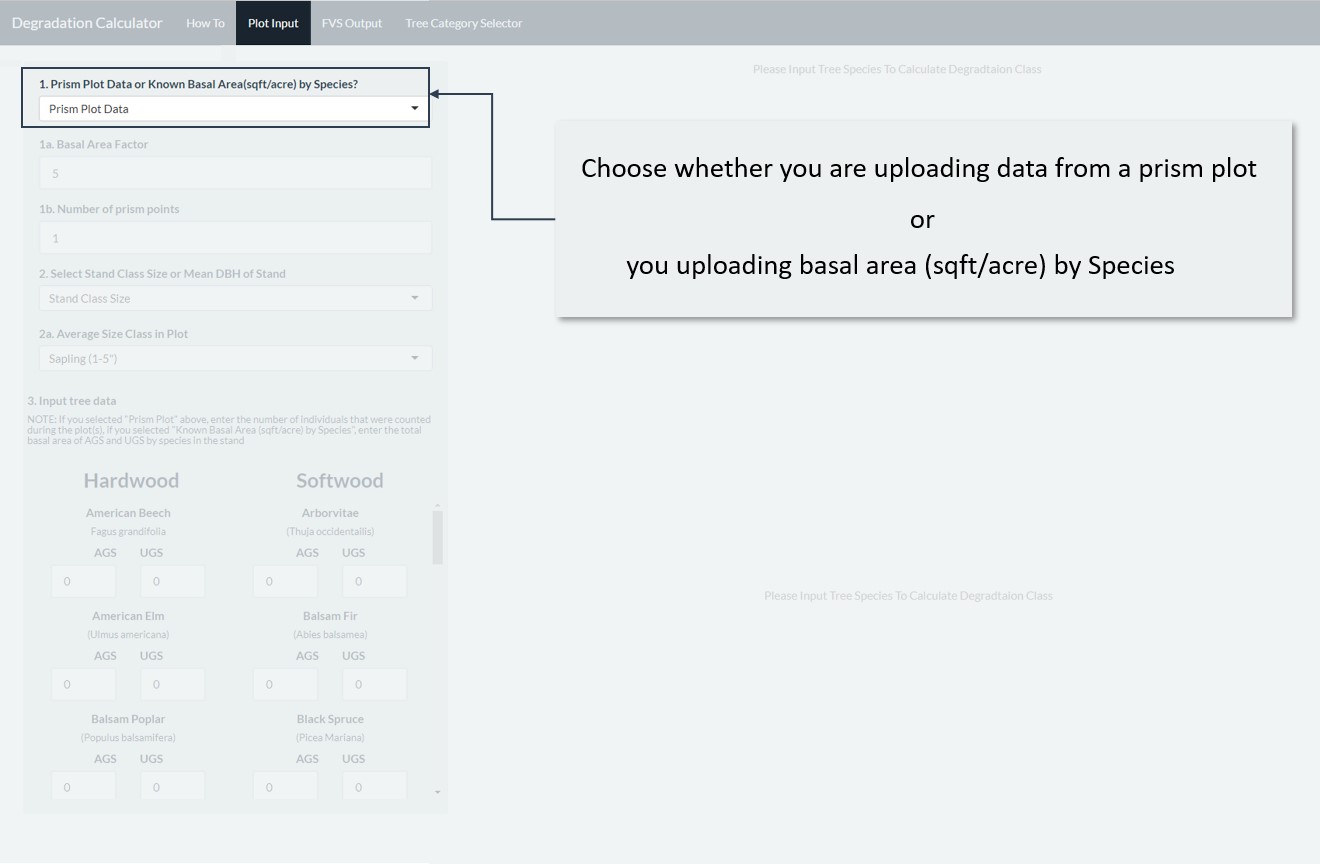 Degradation Calculator
How To
Plot Input
FVS Output
Tree Category Selector
1. Prism Plot Data or Known Basal Area(sqft/acre) by Species?
Prism Plot Data
1a. Basal Area Factor
5
1b. Number of prism points
1
2. Select Stand Class Size or Mean DBH of Stand
Stand Class Size
2a. Average Size Class in Plot
Sapling (1-5")
3. Input tree data
NOTE: If you selected "Prism Plot" above, enter the number of individuals that were counted
during the plot(s), if you selected "Known Basal Area (sqft/acre) by Species", enter the total
basal area of AGS and UGS by species in the stand
Hardwood
Softwood
American Beech
Arborvitae
Fagus grandifolia
(Thuja occidentailis)
AGS UGS
AGS UGS
0 0
0 0
American Elm
Balsam Fir
(Ulmus americana)
(Abies balsamea)
AGS UGS
AGS UGS
0 0
0 0
Balsam Poplar
Black Spruce
(Populus balsamifera)
(Picea Mariana)
AGS UGS
AGS UGS
0 0
0 0
Please Input Tree Species To Calculate Degradtaion Class
Choose whether you are uploading data from a prism plot
or
you uploading basal area (sqft/acre) by Species
Please Input Tree Species To Calculate Degradtaion Class